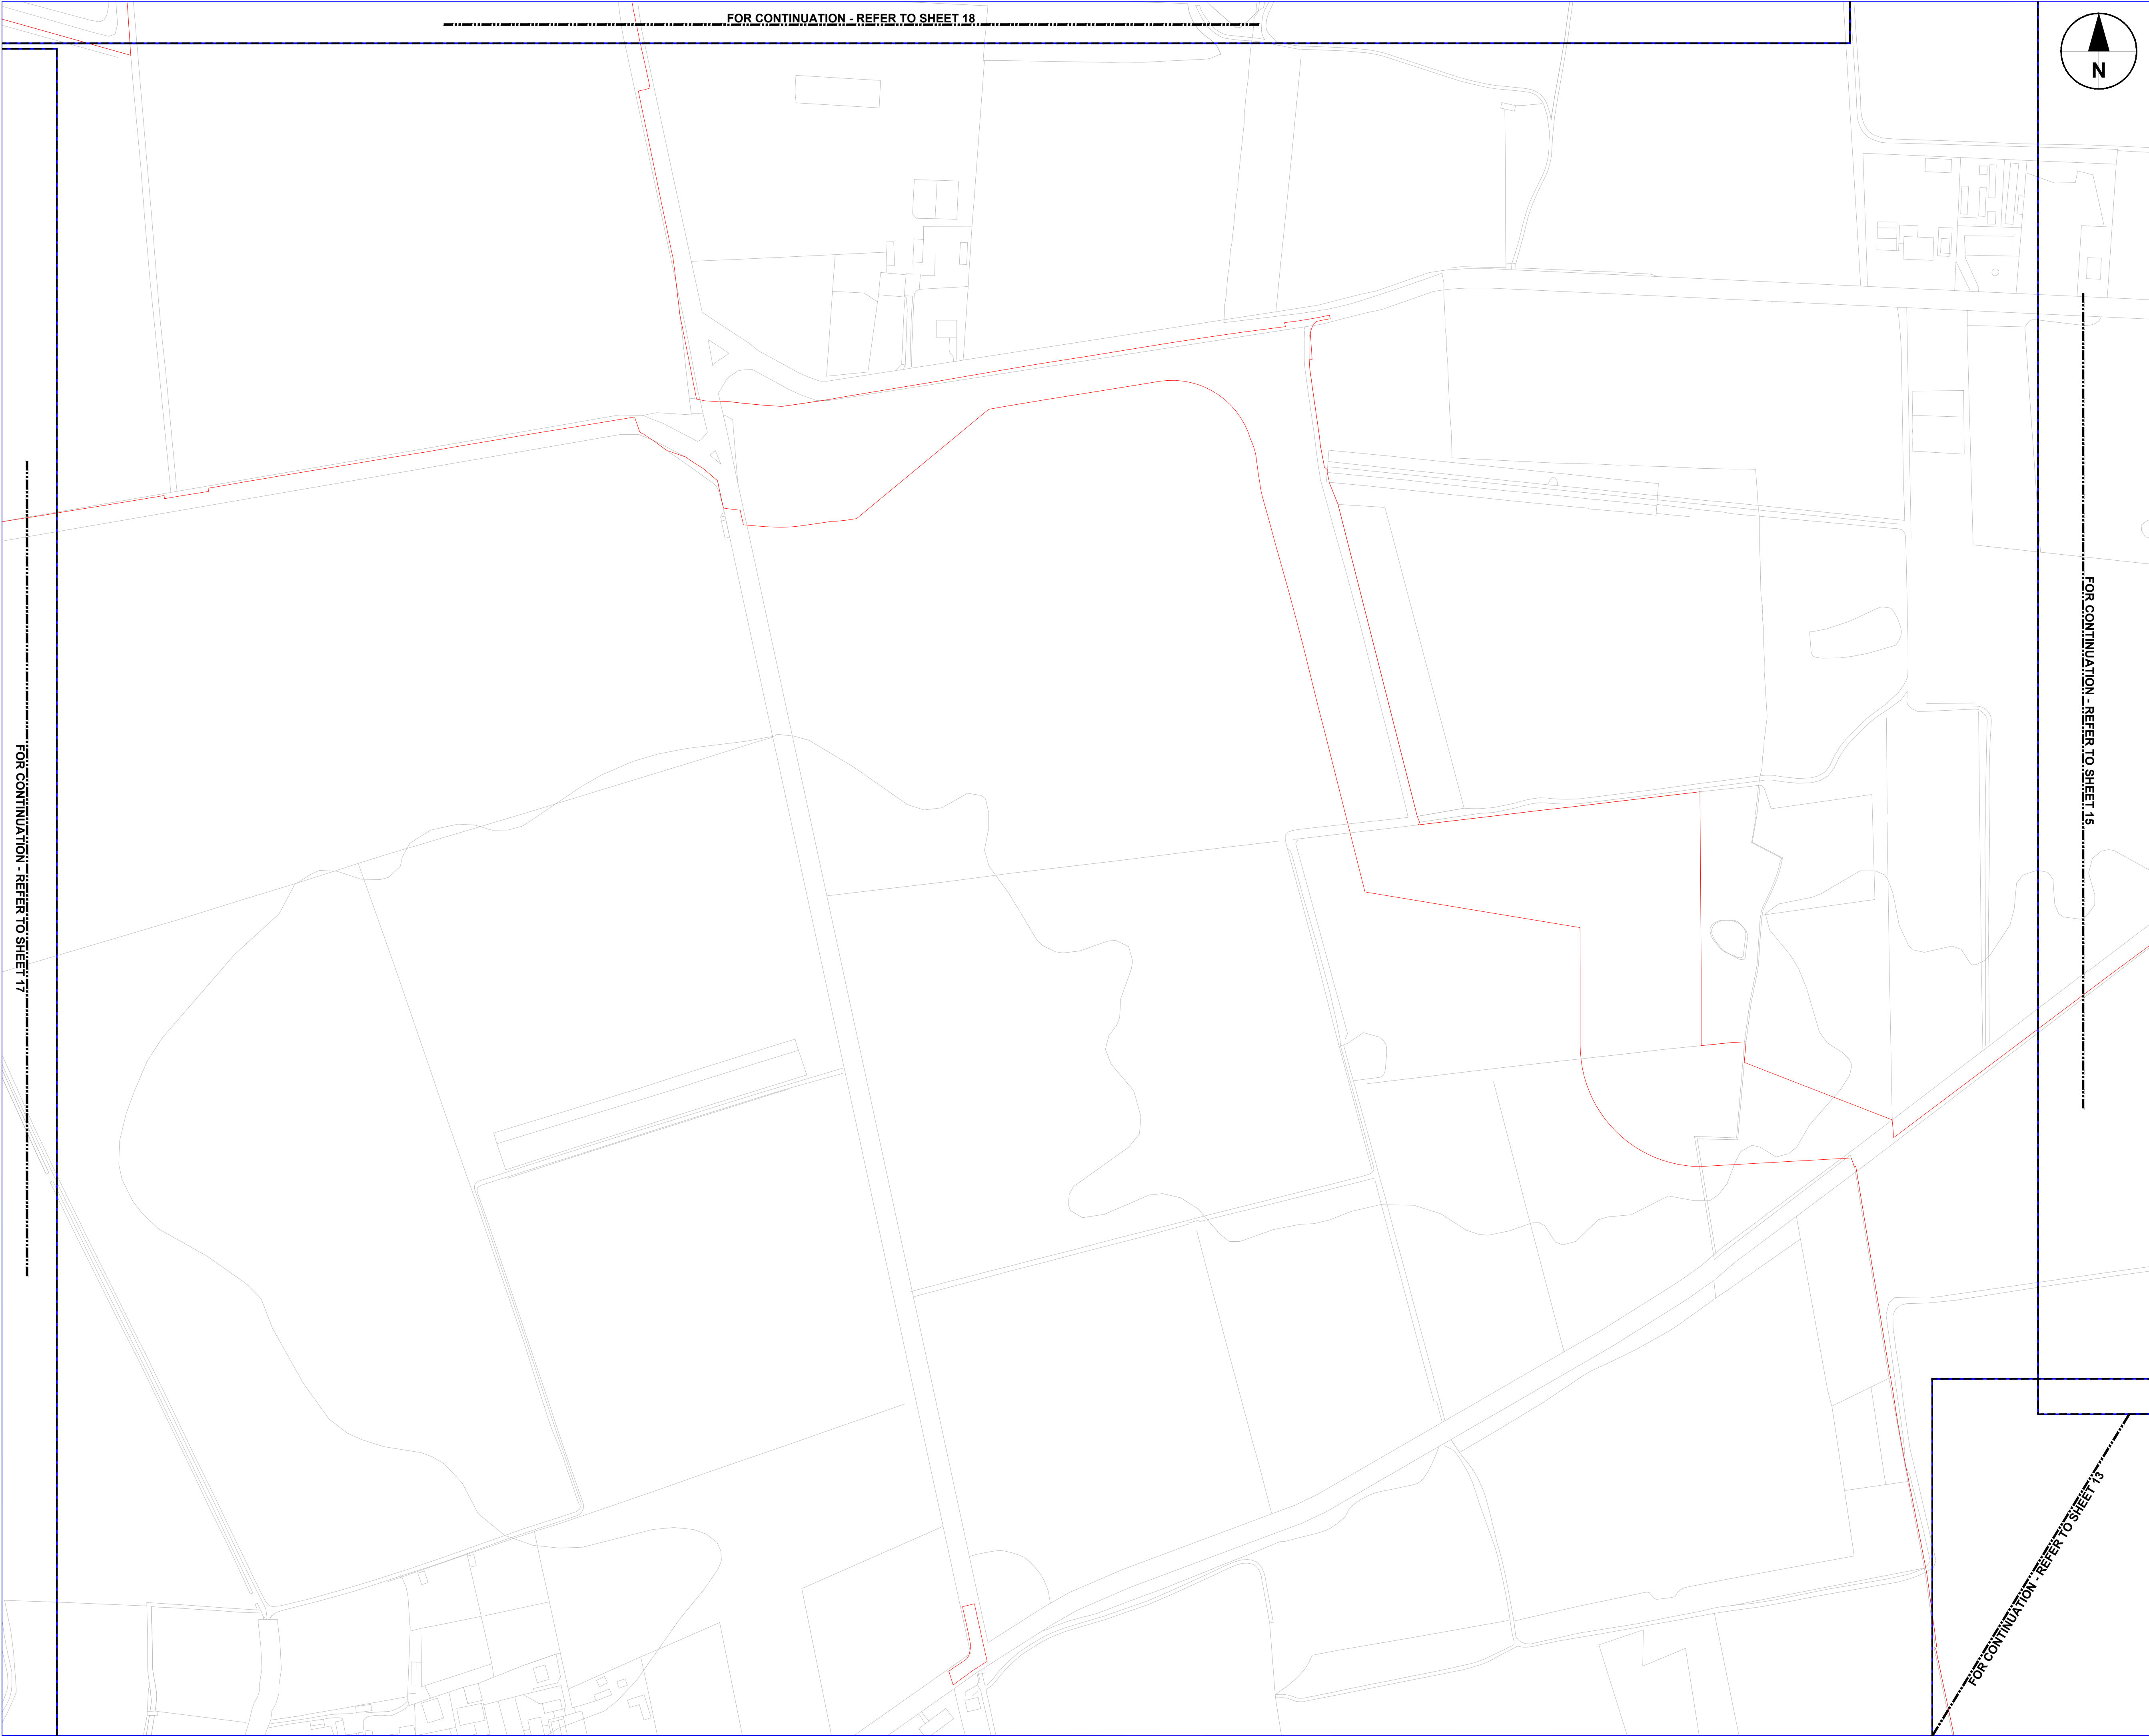 FOR CONTINUATION - REFER TO SHEET 18
N
FOR CONTINUATION - REFER TO SHEET 15
FOR CONTINUATION - REFER TO SHEET 17
FOR CONTINUATION - REFER TO SHEET 13